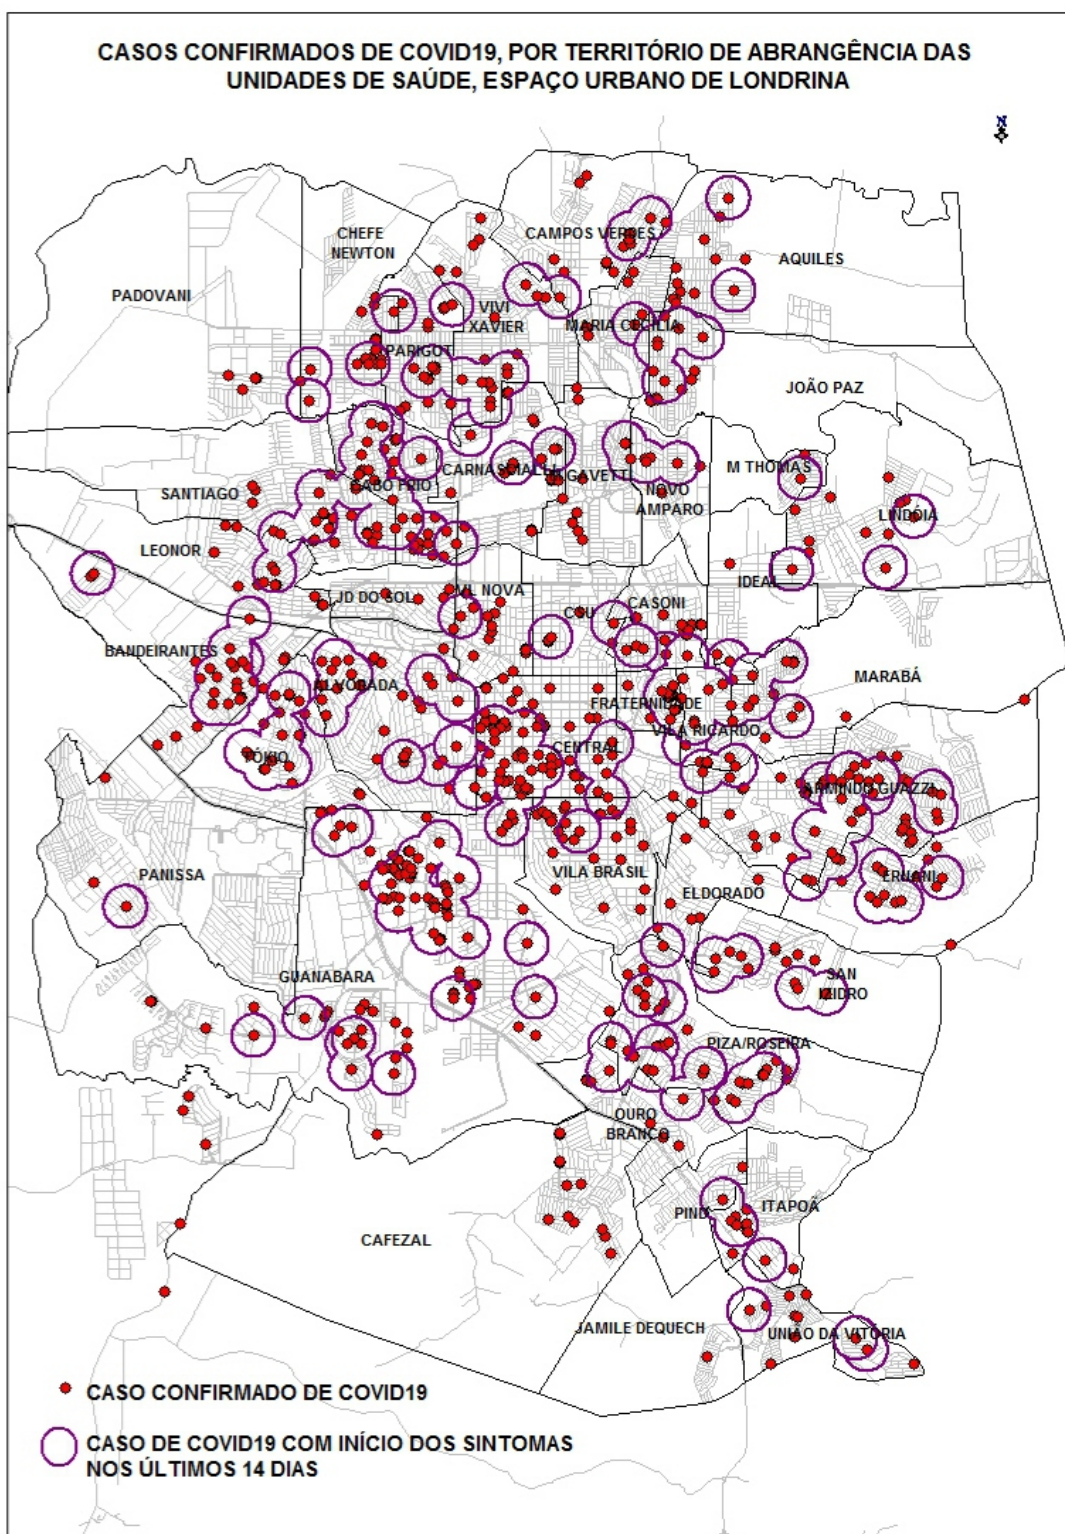 CASOS CONFIRMADOS DE COVID19, POR TERRITÓRIO DE ABRANGÊNCIA DAS
UNIDADES DE SAÚDE, ESPAÇO URBANO DE LONDRINA
N
CHEFE
NEWTON
CAMPOS VERDES
AQUILES
PADOVANI
VIVI
XAVIER
MARIA CECÍLIA
PARIGOT
JOÃO PAZ
CARNASCIALLI
GAVETTI
M THOMAS
SANTIAGO
CABO FRIO
NOVO
AMPARO
LINDÓIA
LEONOR
IDEAL
JD DO SOL
VL NOVA
CSU
CASONI
BANDEIRANTES
ALVORADA
MARABÁ
FRATERNIDADE
VILA RICARDO
TÓKIO
CENTRAL
ARMINDO GUAZZI
PANISSA
VILA BRASIL
ELDORADO
ERNANI
GUANABARA
SAN
IZIDRO
PIZA/ROSEIRA
OURO
BRANCO
PIND
ITAPOÃ
CAFEZAL
JAMILE DEQUECH
UNIÃO DA VITÓRIA
CASO CONFIRMADO DE COVID19
CASO DE COVID19 COM INÍCIO DOS SINTOMAS
NOS ÚLTIMOS 14 DIAS